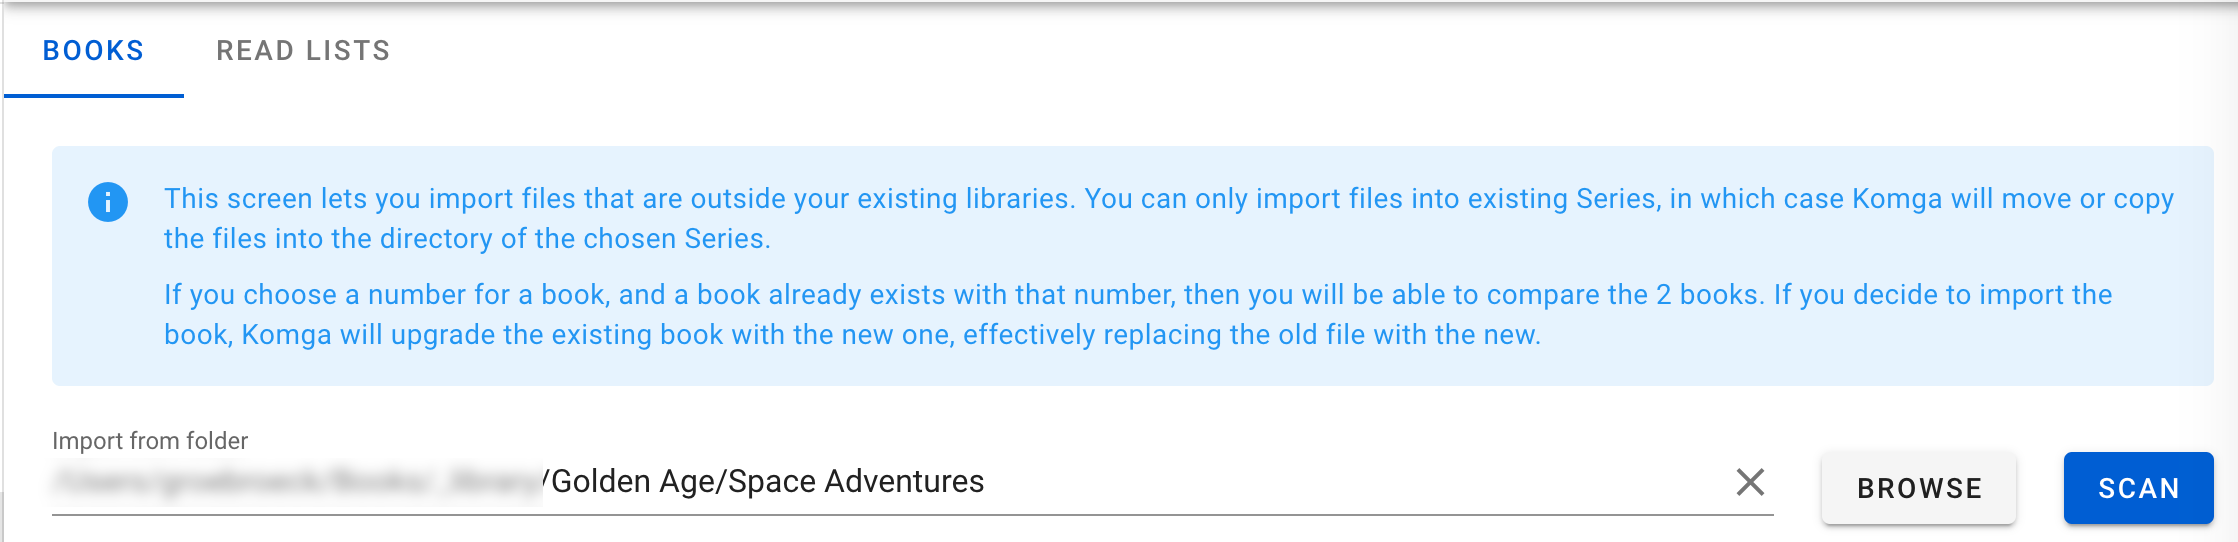 BOOKS READ LISTS
This screen lets you import files that are outside your existing libraries. You can only import files into existing Series, in which case Komga will move or copy
the files into the directory of the chosen Series.
If you choose a number for a book, and a book already exists with that number, then you will be able to compare the 2 books. If you decide to import the
book, Komga will upgrade the existing book with the new one, effectively replacing the old file with the new.
Import from folder
/Golden Age/Space Adventures
BROWSE SCAN